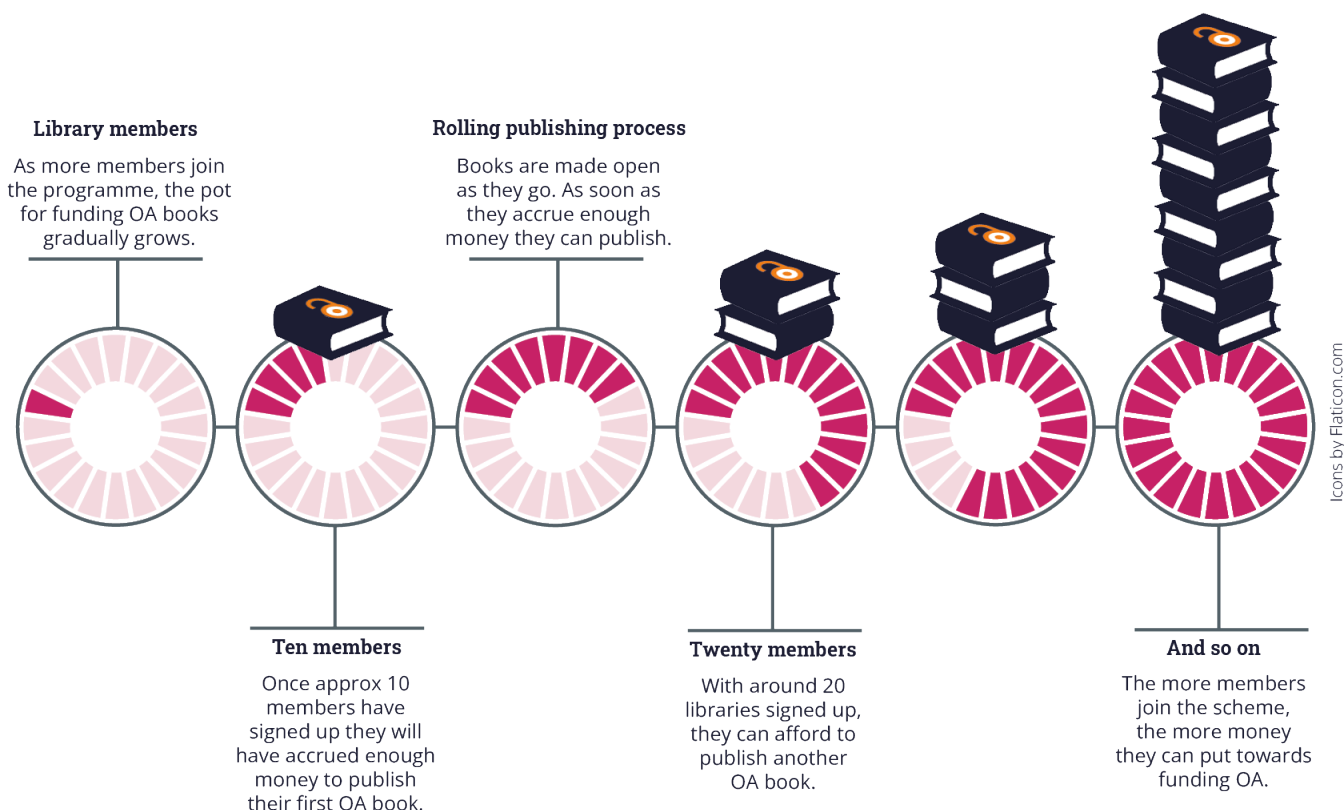 Library members
As more members join
the programme, the pot
for funding OA books
gradually grows.
Rolling publishing process
Books are made open
as they go. As soon as
they accrue enough
money they can publish.
Ten members
Once approx 10
members have
signed up they will
have accrued enough
money to publish
their first OA book.
Twenty members
With around 20
libraries signed up,
they can afford to
publish another
OA book.
And so on
The more members
join the scheme,
the more money
they can put towards
funding OA.
Icons by Flaticon.com